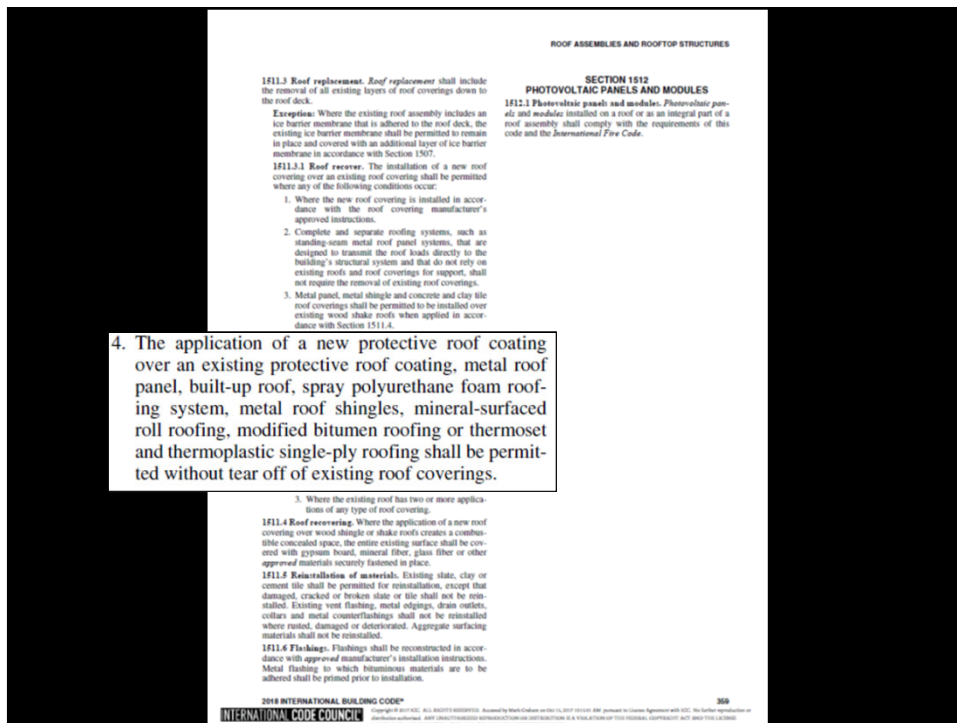 ROOF ASSEMBLIES AND ROOFTOP STRUCTURES
1511.3 Roof replacement. Roof replacement shall include
the removal of all existing layers of roof coverings down to
the roof deck.
Exception: Where the existing roof assembly includes an
ice barrier membrane that is adhered to the roof deck, the
existing ice barrier membrane shall be permitted to remain
in place and covered with an additional layer of ice barrier
membrane in accordance with Section 1507.
1511.3.1 Roof recover. The installation of a new roof
covering over an existing roof covering shall be permitted
where any of the following conditions occur:
1. Where the new roof covering is installed in accor-
dance with the roof covering manufacturer's
approved instructions.
2. Complete and separate roofing systems, such as
standing-seam metal roof panel systems, that are
designed to transmit the roof loads directly to the
building's structural system and that do not rely on
existing roofs and roof coverings for support, shall
not require the removal of existing roof coverings.
3. Metal panel, metal shingle and concrete and clay tile
roof coverings shall be permitted to be installed over
existing wood shake roofs when applied in accor-
dance with Section 1511.4.
4. The application of a new protective roof coating
over an existing protective roof coating, metal roof
panel, built-up roof, spray polyurethane foam roof-
ing system, metal roof shingles, mineral-surfaced
roll roofing, modified bitumen roofing or thermoset
and thermoplastic single-ply roofing shall be permit-
ted without tear off of existing roof coverings.
3. Where the existing roof has two or more applica-
tions of any type of roof covering.
1511.4 Roof recovering. Where the application of a new roof
covering over wood shingle or shake roofs creates a combus-
tible concealed space, the entire existing surface shall be cov-
ered with gypsum board, mineral fiber, glass fiber or other
approved materials securely fastened in place.
1511.5 Reinstallation of materials. Existing slate, clay or
cement tile shall be permitted for reinstallation, except that
damaged, cracked or broken slate or tile shall not be rein-
stalled. Existing vent flashing, metal edgings, drain outlets,
collars and metal counterflashings shall not be reinstalled
where rusted, damaged or deteriorated. Aggregate surfacing
materials shall not be reinstalled.
1511.6 Flashings. Flashings shall be reconstructed in accor-
dance with approved manufacturer's installation instructions.
Metal flashing to which bituminous materials are to be
adhered shall be primed prior to installation.
SECTION 1512
PHOTOVOLTAIC PANELS AND MODULES
1512.1 Photovoltaic panels and modules. Photovoltaic pan-
els and modules installed on a roof or as an integral part of a
roof assembly shall comply with the requirements of this
code and the International Fire Code.
2018 INTERNATIONAL BUILDING CODE®
359
INTERNATIONAL CODE COUNCIL